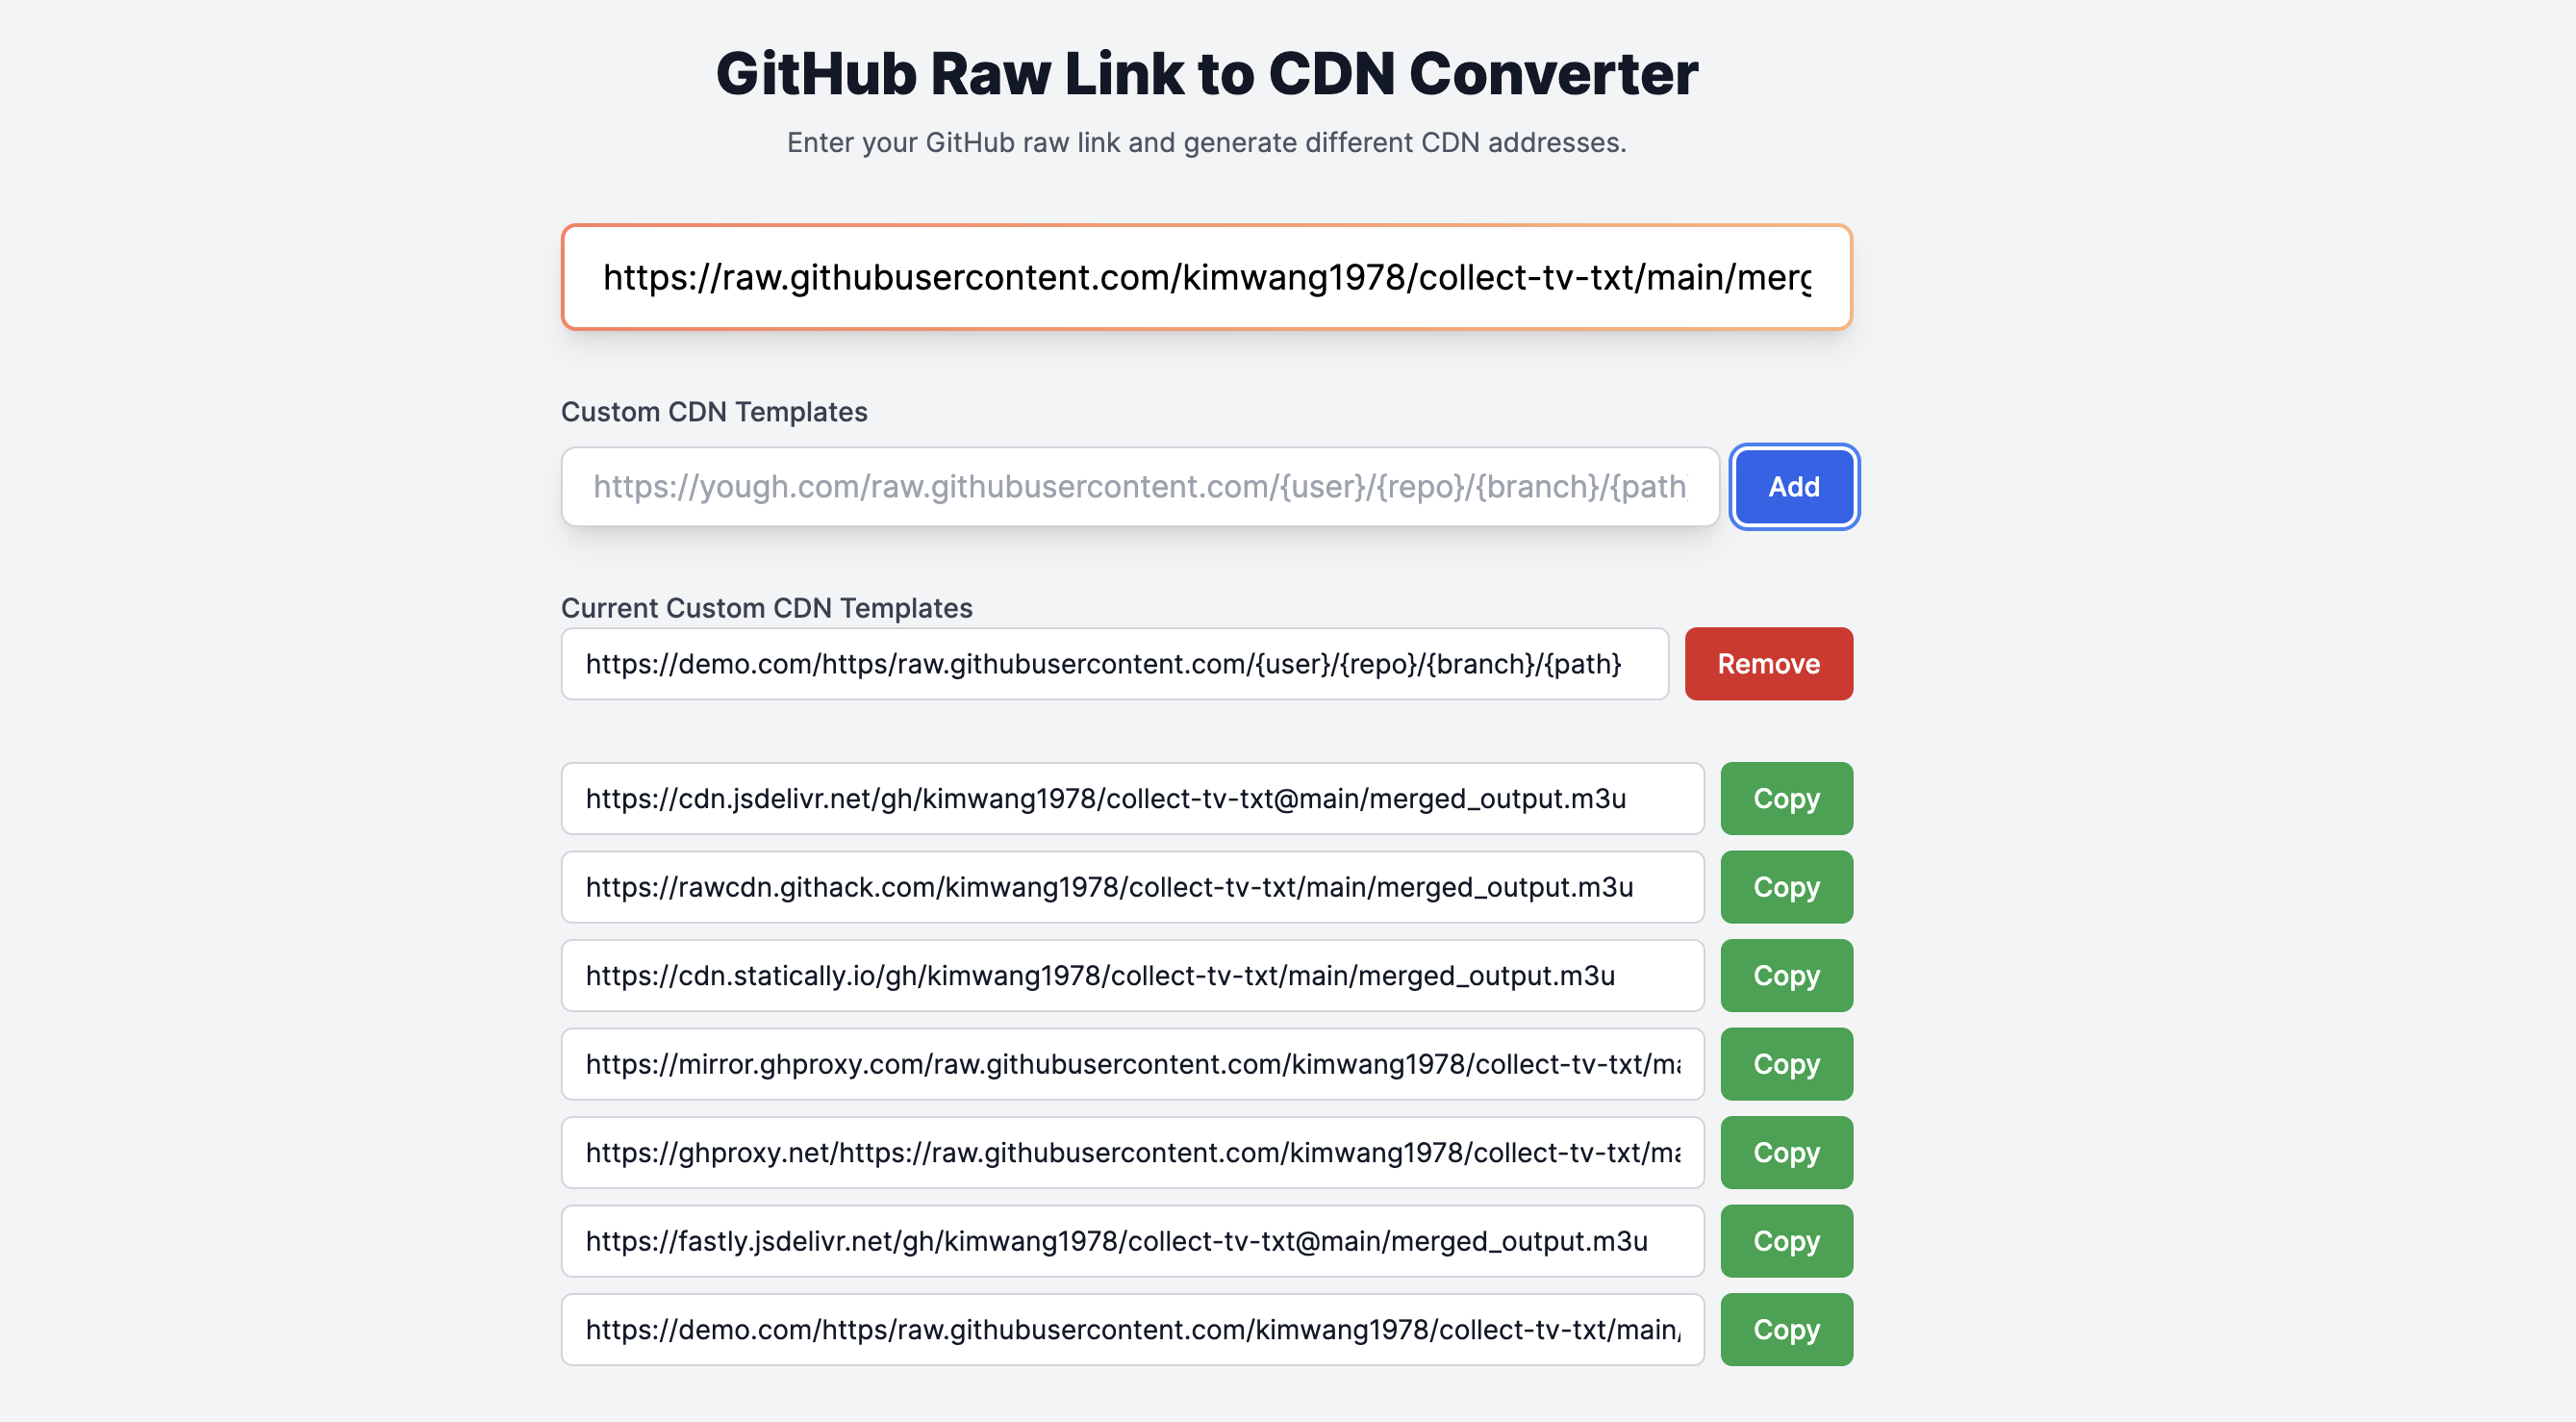 GitHub Raw Link to CDN Converter
Enter your GitHub raw link and generate different CDN addresses.
https://raw.githubusercontent.com/kimwang1978/collect-tv-txt/main/merg
Custom CDN Templates
https://yough.com/raw.githubusercontent.com/{user}/{repo}/{branch}/{path}
Add
Current Custom CDN Templates
https://demo.com/https/raw.githubusercontent.com/{user}/{repo}/{branch}/{path}
Remove
https://cdn.jsdelivr.net/gh/kimwang1978/collect-tv-txt@main/merged_output.m3u
Copy
https://rawcdn.githack.com/kimwang1978/collect-tv-txt/main/merged_output.m3u
Copy
https://cdn.statically.io/gh/kimwang1978/collect-tv-txt/main/merged_output.m3u
Copy
https://mirror.ghproxy.com/raw.githubusercontent.com/kimwang1978/collect-tv-txt/ma
Copy
https://ghproxy.net/https://raw.githubusercontent.com/kimwang1978/collect-tv-txt/ma
Copy
https://fastly.jsdelivr.net/gh/kimwang1978/collect-tv-txt@main/merged_output.m3u
Copy
https://demo.com/https/raw.githubusercontent.com/kimwang1978/collect-tv-txt/main/
Copy